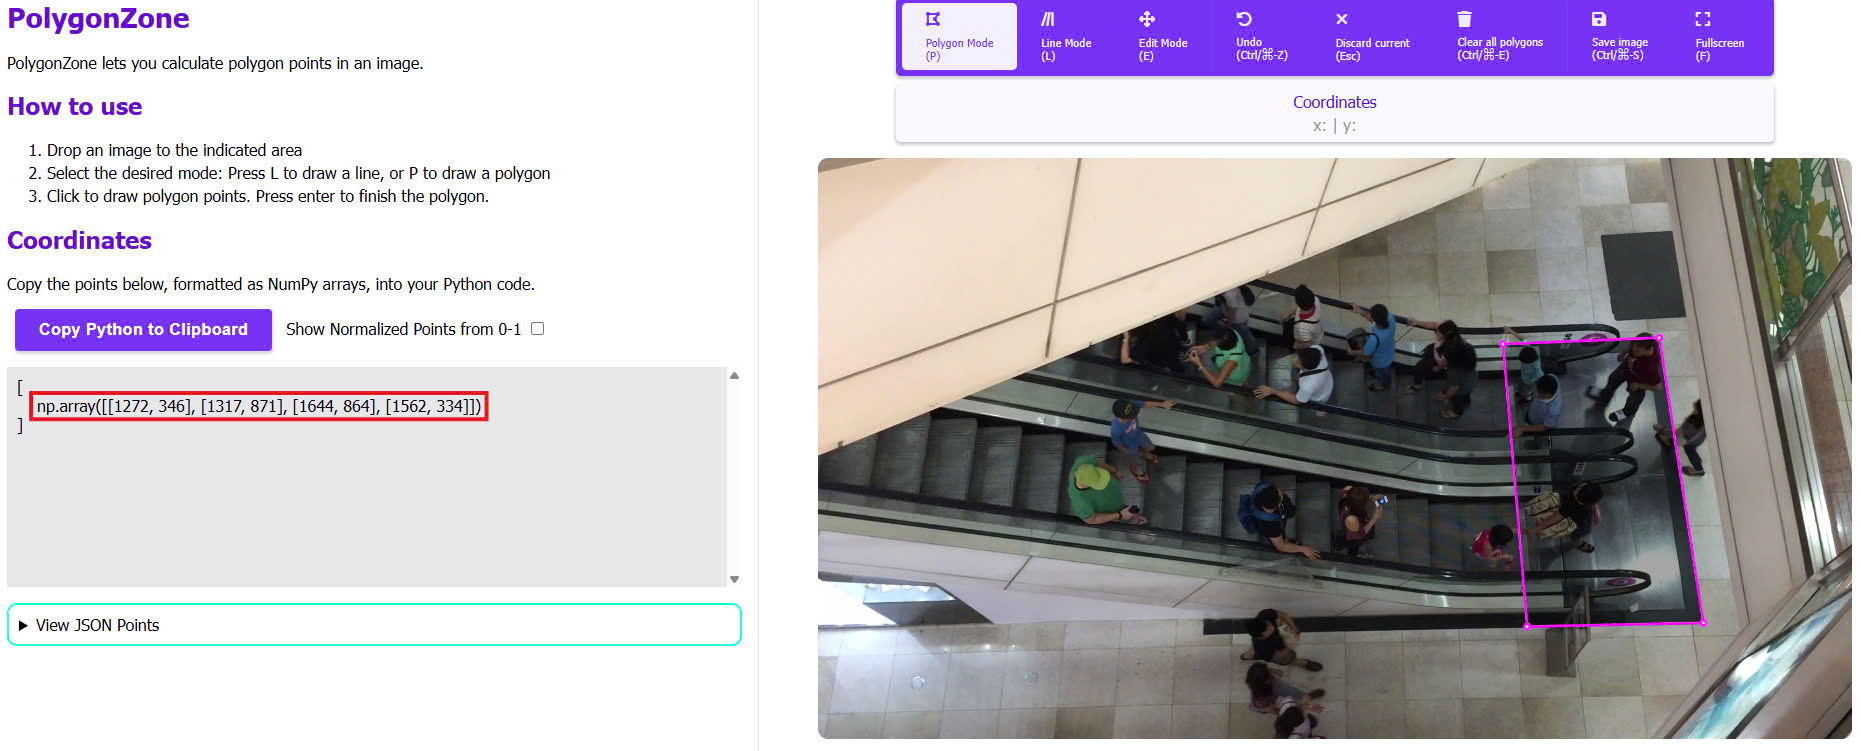 PolygonZone
PolygonZone lets you calculate polygon points in an image.
How to use
1. Drop an image to the indicated area
2. Select the desired mode: Press L to draw a line, or P to draw a polygon
3. Click to draw polygon points. Press enter to finish the polygon.
Coordinates
Copy the points below, formatted as NumPy arrays, into your Python code.
Copy Python to Clipboard
Show Normalized Points from 0-1
[
np.array([[1272, 346], [1317, 871], [1644, 864], [1562, 334]])
]
View JSON Points
Polygon Mode
(P)
Line Mode
(L)
Edit Mode
(E)
Undo
(Ctrl/⌘-Z)
Discard current
(Esc)
Clear all polygons
(Ctrl/⌘-E)
Save image
(Ctrl/⌘-S)
Fullscreen
(F)
Coordinates
x: | y: